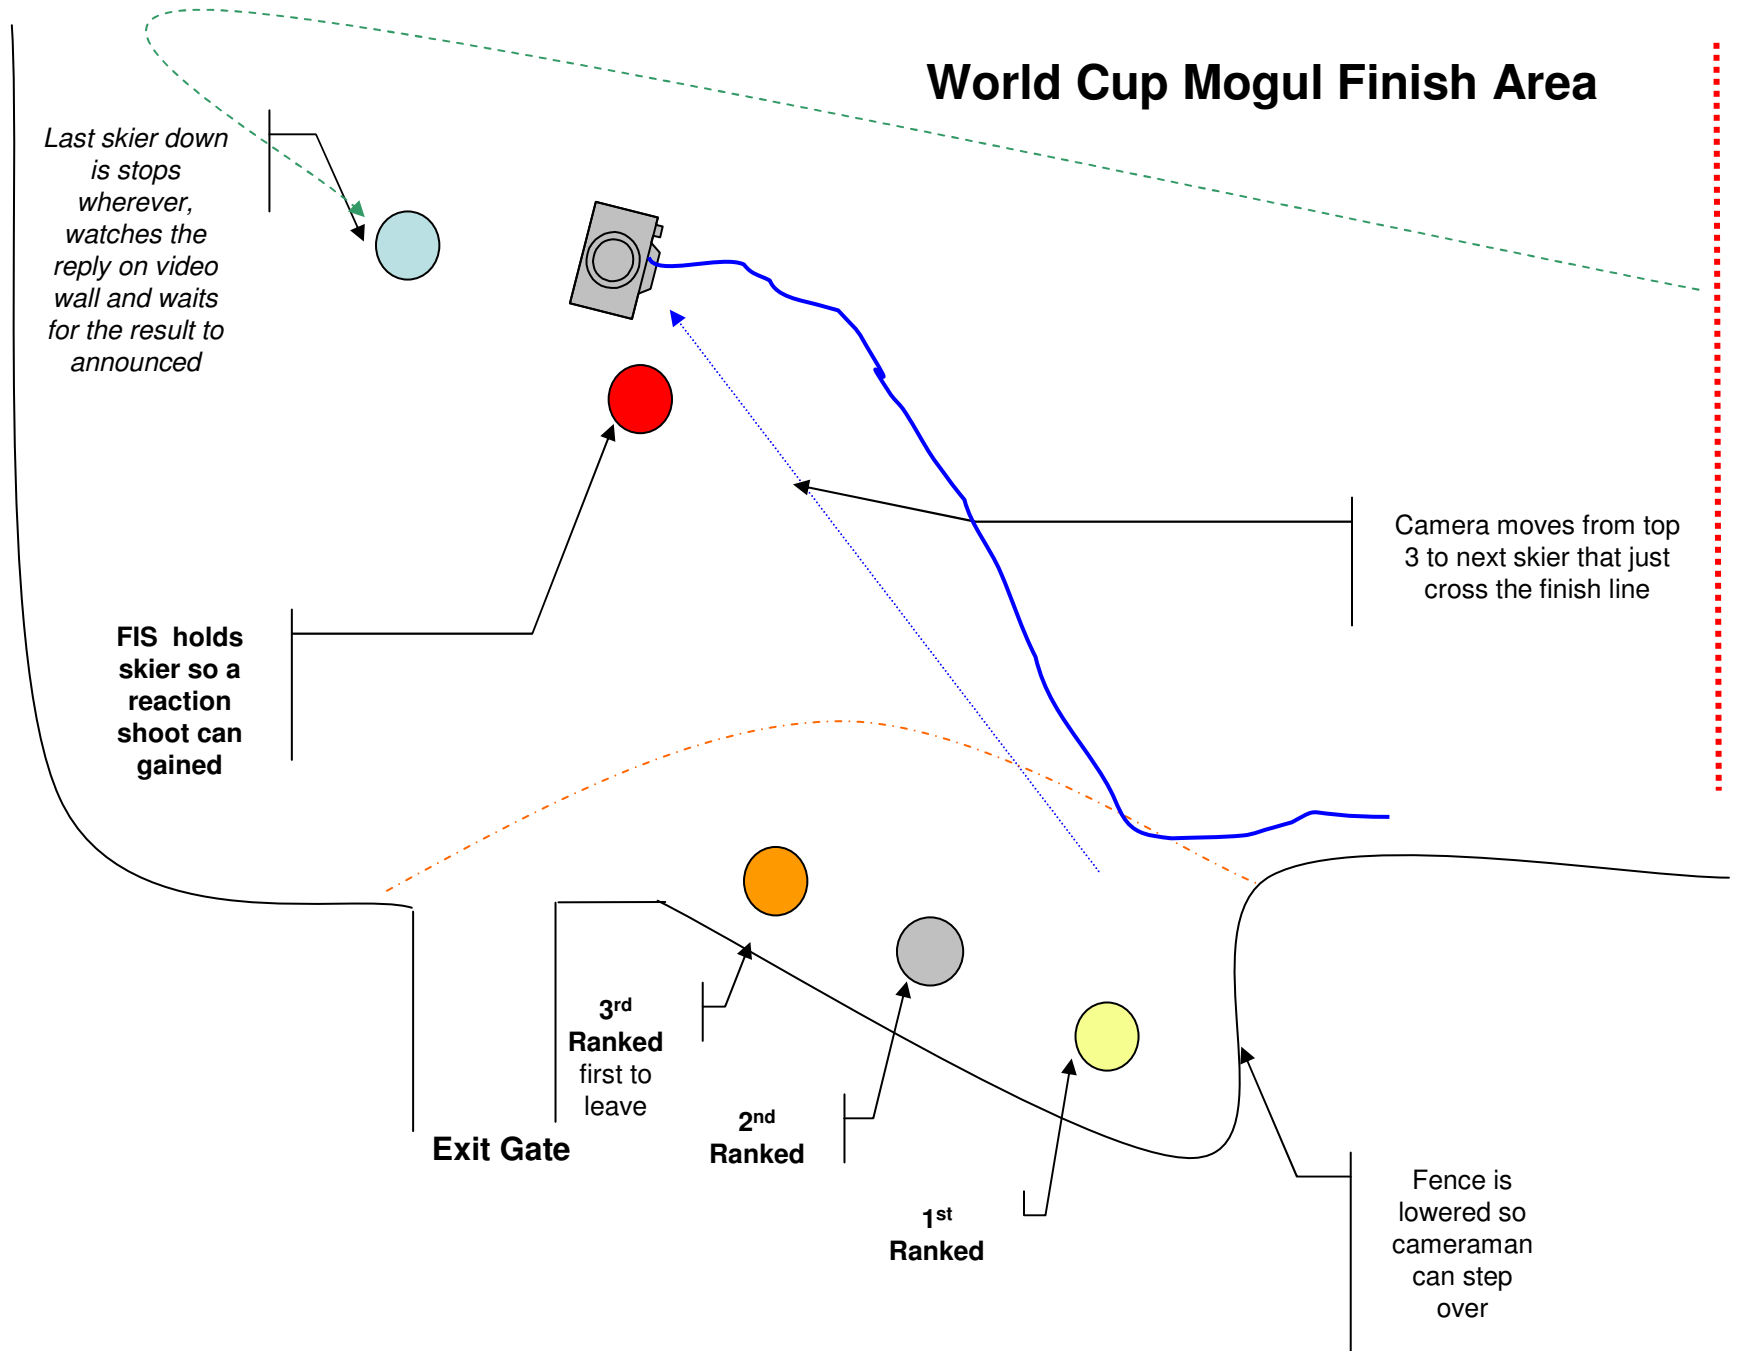 World Cup Mogul Finish Area
Last skier down
is stops
wherever,
watches the
reply on video
wall and waits
for the result to
announced
Camera moves from top
3 to next skier that just
cross the finish line
FIS holds
skier so a
reaction
shoot can
gained
3rd
Ranked
first to
leave
2nd
Ranked
Exit Gate
1st
Ranked
Fence is
lowered so
cameraman
can step
over